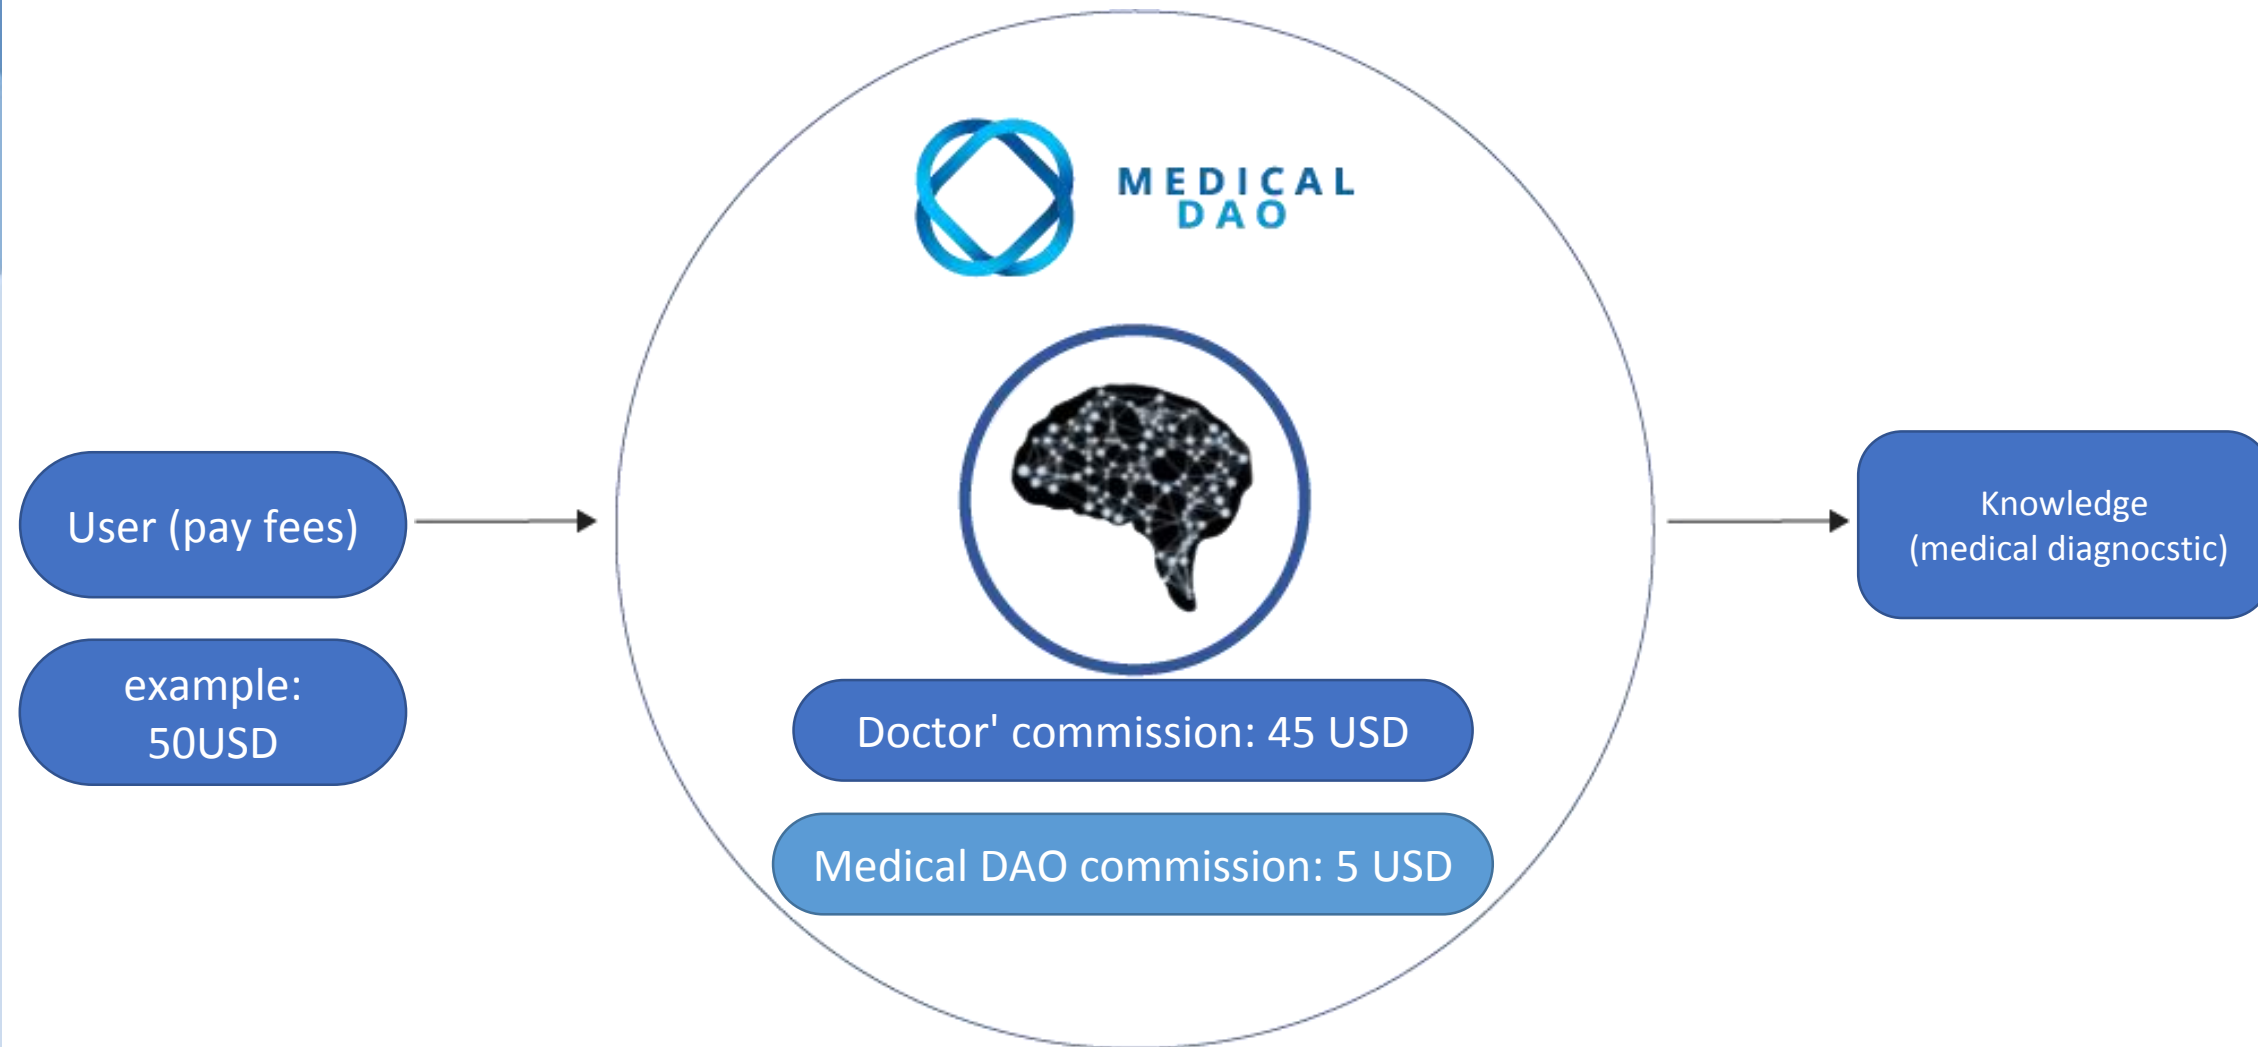 MEDICAL
DAO
User (pay fees)
example:
50USD
Doctor' commission: 45 USD
Medical DAO commission: 5 USD
Knowledge
(medical diagnocstic)